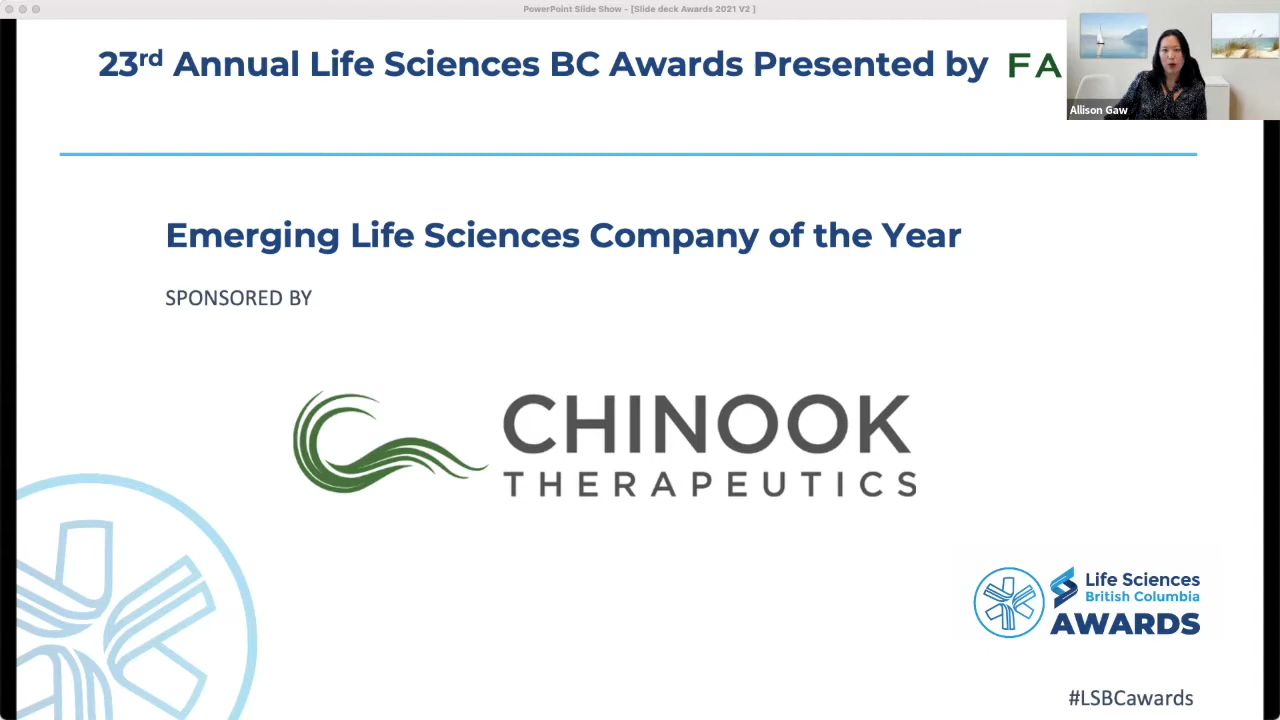 PowerPoint Slide Show - [Slide deck Awards 2021 V2 ]
23rd Annual Life Sciences BC Awards Presented by FA
Allison Gaw
Emerging Life Sciences Company of the Year
SPONSORED BY
CHINOOK
THERAPEUTICS
Life Sciences
British Columbia
AWARDS
#LSBCawards